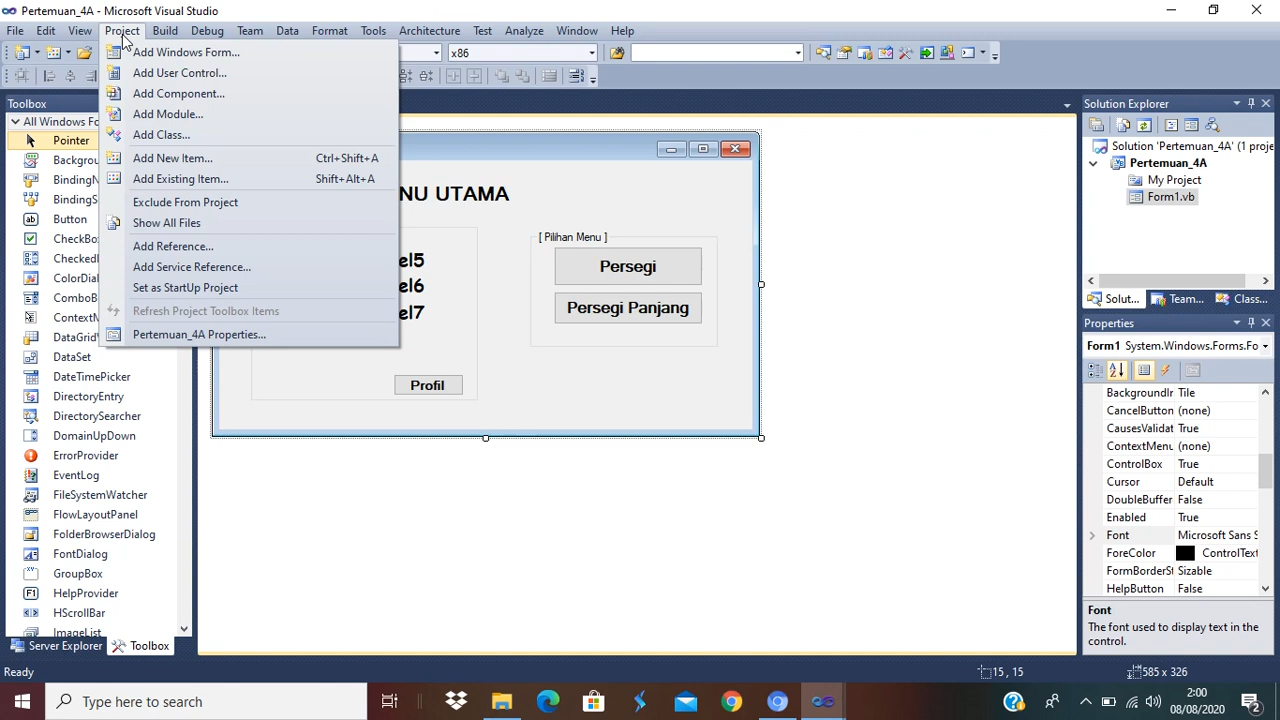 Pertemuan_4A - Microsoft Visual Studio
File Edit View Project Build Debug Team Data Format Tools Architecture Test Analyze Window Help
x86
Add Windows Form...
Add User Control...
Add Component...
Add Module...
Add Class...
Add New Item... Ctrl+Shift+A
Add Existing Item... Shift+Alt+A
Exclude From Project
Show All Files
Add Reference...
Add Service Reference...
Set as StartUp Project
Refresh Project Toolbox Items
Pertemuan_4A Properties...
Toolbox
All Windows Fo
Pointer
Backgrou
BindingN
BindingS
Button
CheckBo
Checked
ColorDia
ComboB
ContextM
DataGrid
DataSet
DateTimePicker
DirectoryEntry
DirectorySearcher
DomainUpDown
ErrorProvider
EventLog
FileSystemWatcher
FlowLayoutPanel
FolderBrowserDialog
FontDialog
GroupBox
HelpProvider
HScrollBar
ImageList
Server Explorer Toolbox
NU UTAMA
el5
el6
el7
Profil
[ Pilihan Menu ]
Persegi
Persegi Panjang
Solution Explorer
Solution 'Pertemuan_4A' (1 proje
Pertemuan_4A
My Project
Form1.vb
Solut... Team... Class...
Properties
Form1 System.Windows.Forms.Fo
BackgroundIr Tile
CancelButton (none)
CausesValidat True
ContextMenu (none)
ControlBox True
Cursor Default
DoubleBuffer False
Enabled True
Font Microsoft Sans S
ForeColor ControlText
FormBorderSt Sizable
HelpButton False
Font
The font used to display text in the
control.
Ready 15 , 15 585 x 326
Type here to search
2:00
08/08/2020
2